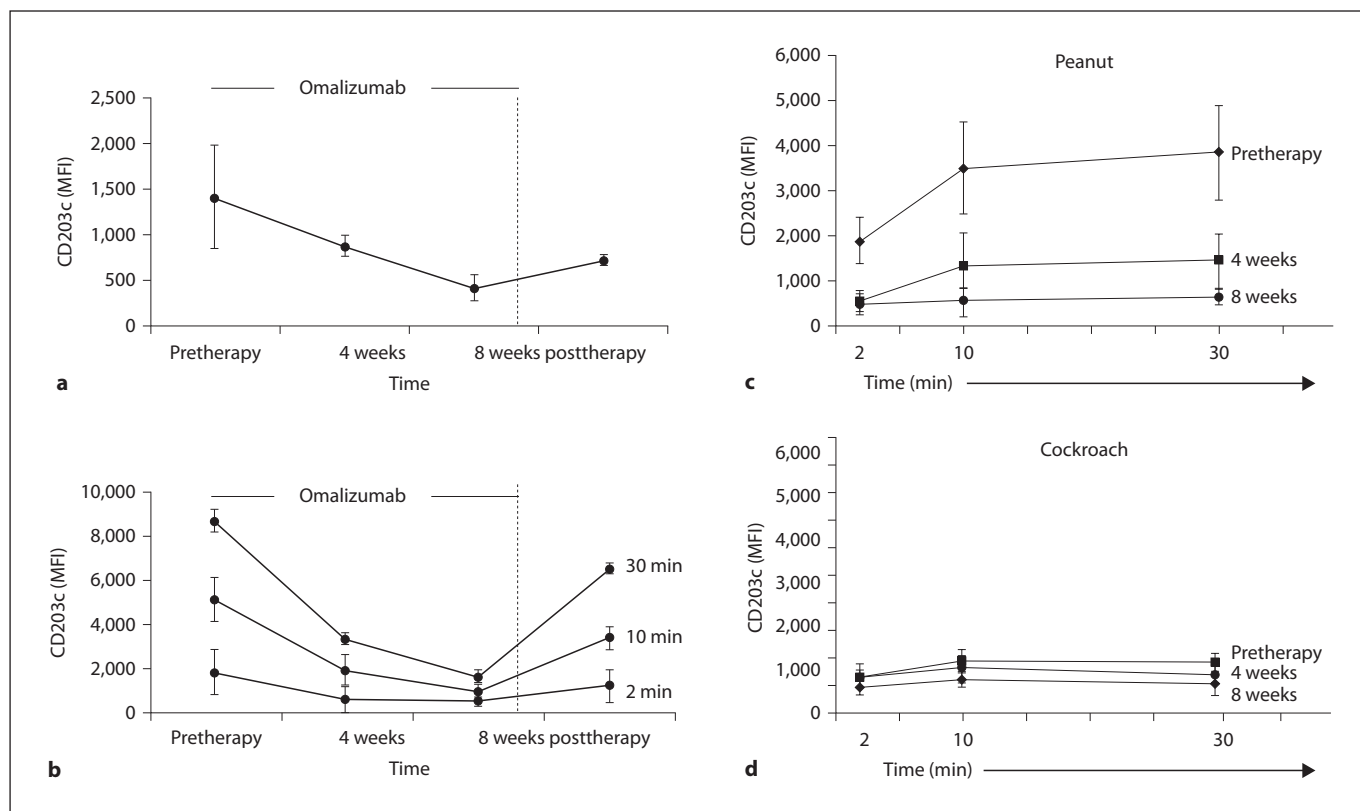 Omalizumab
2,500
2,000
1,500
1,000
500
0
CD203c (MFI)
Pretherapy 4 weeks 8 weeks posttherapy
Time
a
Omalizumab
10,000
8,000
6,000
4,000
2,000
0
CD203c (MFI)
30 min
10 min
2 min
Pretherapy 4 weeks 8 weeks posttherapy
Time
b
Peanut
6,000
5,000
4,000
3,000
2,000
1,000
0
CD203c (MFI)
Pretherapy
4 weeks
8 weeks
2 10 30
Time (min)
c
Cockroach
6,000
5,000
4,000
3,000
2,000
1,000
0
CD203c (MFI)
Pretherapy
4 weeks
8 weeks
2 10 30
Time (min)
d